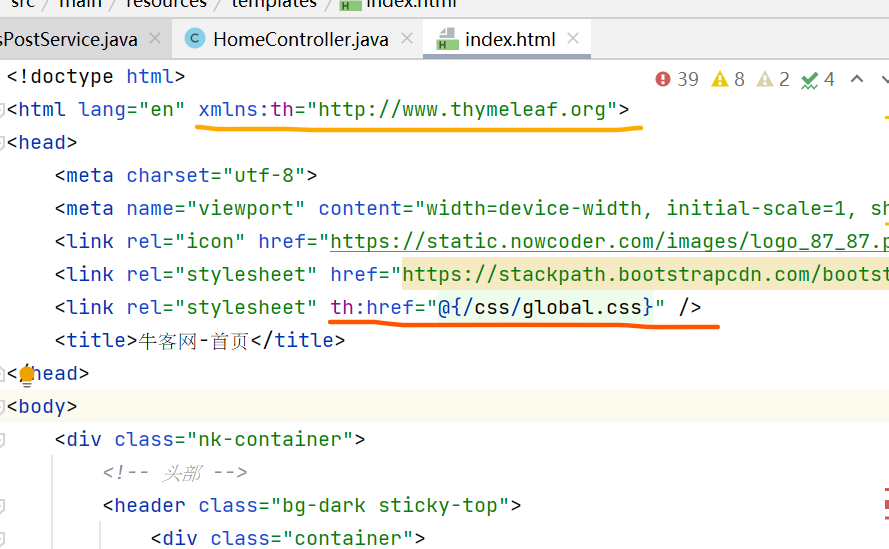 src / main / resources / templates / index.html
sPostService.java × C HomeController.java × H index.html ×
<!doctype html> 39 8 2 4
<html lang="en" xmlns:th="http://www.thymeleaf.org">
<head>
<meta charset="utf-8">
<meta name="viewport" content="width=device-width, initial-scale=1, sh
<link rel="icon" href="https://static.nowcoder.com/images/logo_87_87.p
<link rel="stylesheet" href="https://stackpath.bootstrapcdn.com/bootst
<link rel="stylesheet" th:href="@{/css/global.css}" />
<title>牛客网-首页</title>
</head>
<body>
<div class="nk-container">
<!-- 头部 -->
<header class="bg-dark sticky-top">
<div class="container">